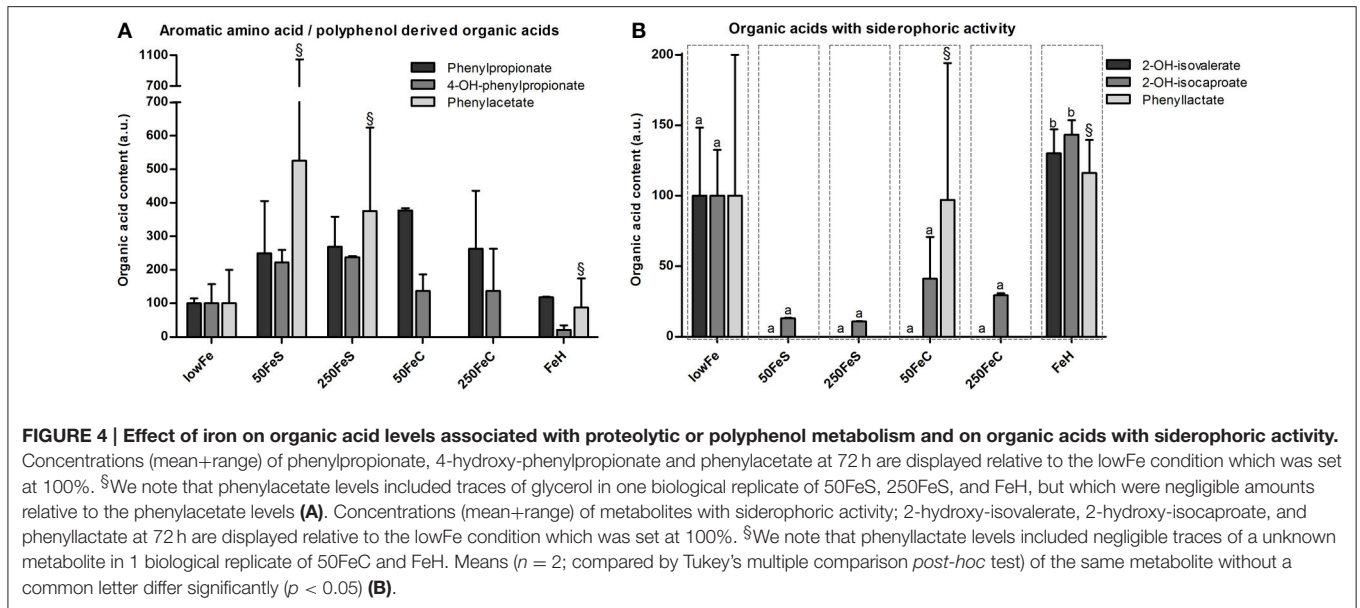 A
Aromatic amino acid / polyphenol derived organic acids
Organic acid content (a.u.)
1100
700
700
600
500
400
300
200
100
0
§
§
§
Phenylpropionate
4-OH-phenylpropionate
Phenylacetate
lowFe
50FeS
250FeS
50FeC
250FeC
FeH
B
Organic acids with siderophoric activity
Organic acid content (a.u.)
200
150
100
50
0
a
a
a
a
a
a
a
a
§
a
a
b
b
§
2-OH-isovalerate
2-OH-isocaproate
Phenyllactate
lowFe
50FeS
250FeS
50FeC
250FeC
FeH
FIGURE 4 | Effect of iron on organic acid levels associated with proteolytic or polyphenol metabolism and on organic acids with siderophoric activity.
Concentrations (mean+range) of phenylpropionate, 4-hydroxy-phenylpropionate and phenylacetate at 72 h are displayed relative to the lowFe condition which was set
at 100%. §We note that phenylacetate levels included traces of glycerol in one biological replicate of 50FeS, 250FeS, and FeH, but which were negligible amounts
relative to the phenylacetate levels (A). Concentrations (mean+range) of metabolites with siderophoric activity; 2-hydroxy-isovalerate, 2-hydroxy-isocaproate, and
phenyllactate at 72 h are displayed relative to the lowFe condition which was set at 100%. §We note that phenyllactate levels included negligible traces of a unknown
metabolite in 1 biological replicate of 50FeC and FeH. Means (n = 2; compared by Tukey's multiple comparison post-hoc test) of the same metabolite without a
common letter differ significantly (p < 0.05) (B).